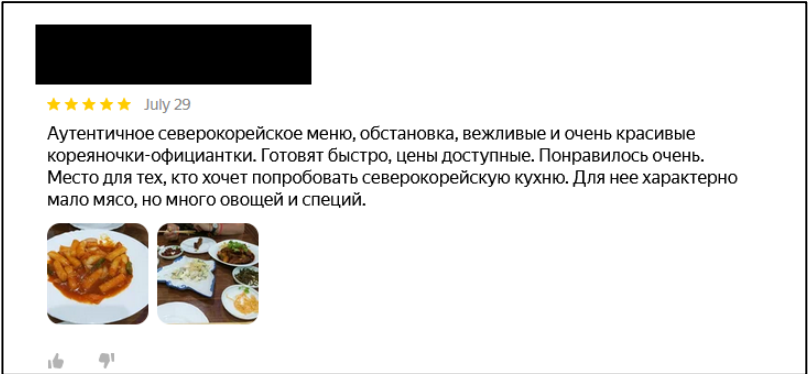 July 29
Аутентичное северокорейское меню, обстановка, вежливые и очень красивые
кореяночки-официантки. Готовят быстро, цены доступные. Понравилось очень.
Место для тех, кто хочет попробовать северокорейскую кухню. Для нее характерно
мало мясо, но много овощей и специй.